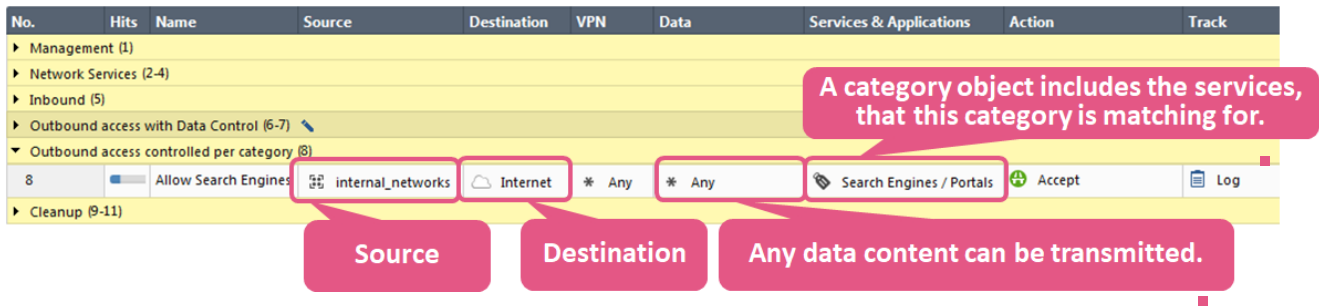 No. Hits Name Source Destination VPN Data Services & Applications Action Track
Management (1)
Network Services (2-4)
Inbound (5)
Outbound access with Data Control (6-7)
Outbound access controlled per category (8)
8 Allow Search Engines internal_networks Internet * Any * Any Search Engines / Portals Accept Log
Cleanup (9-11)
A category object includes the services,
that this category is matching for.
Source
Destination
Any data content can be transmitted.